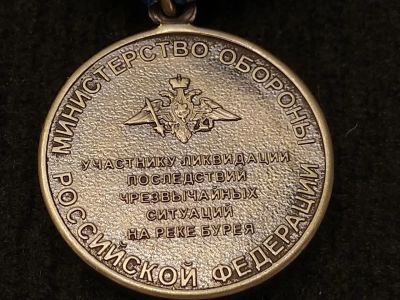 МИНИСТЕРСТВО ОБОРОНЫ
РОССИЙСКОЙ ФЕДЕРАЦИИ
УЧАСТНИКУ ЛИКВИДАЦИИ
ПОСЛЕДСТВИЙ
ЧРЕЗВЫЧАЙНЫХ
СИТУАЦИЙ
НА РЕКЕ БУРЕЯ